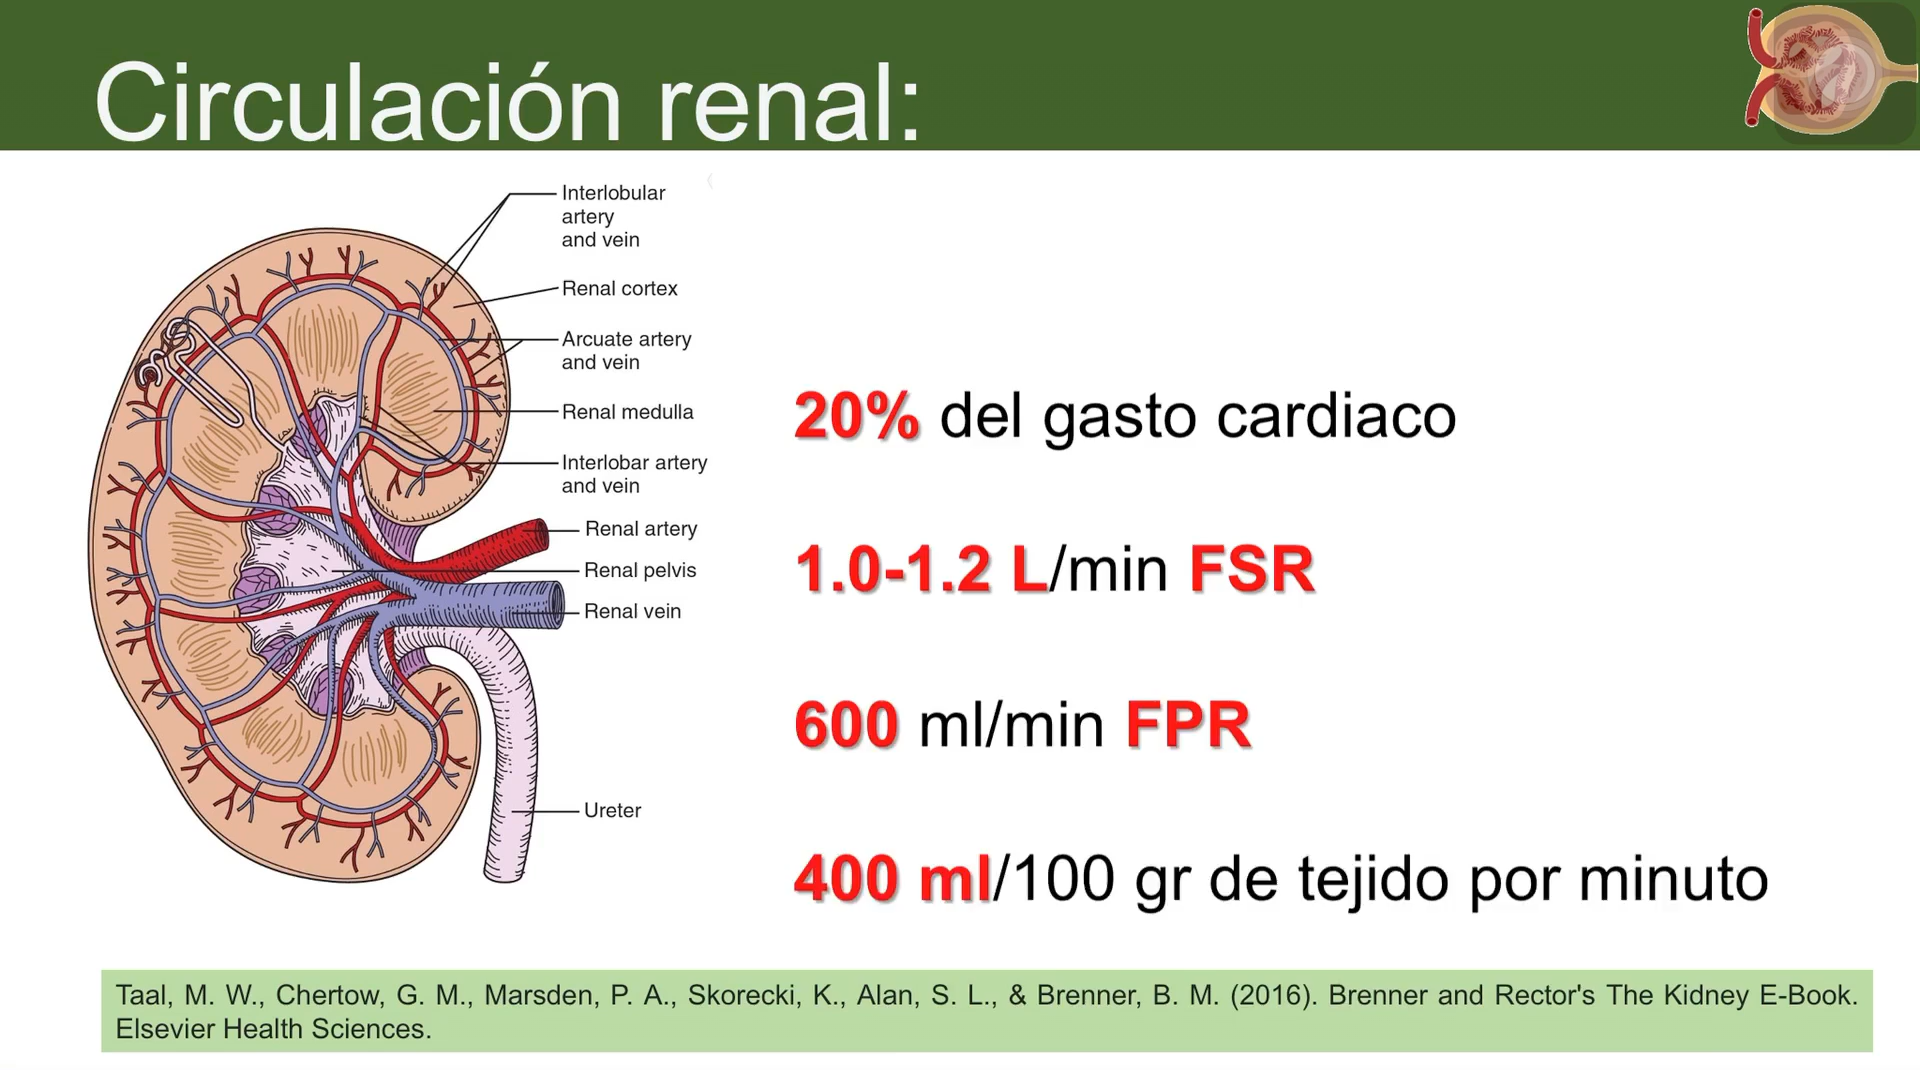 Circulación renal:
Interlobular
artery
and vein
Renal cortex
Arcuate artery
and vein
Renal medulla
Interlobar artery
and vein
Renal artery
Renal pelvis
Renal vein
Ureter
20% del gasto cardiaco
1.0-1.2 L/min FSR
600 ml/min FPR
400 ml/100 gr de tejido por minuto
Taal, M. W., Chertow, G. M., Marsden, P. A., Skorecki, K., Alan, S. L., & Brenner, B. M. (2016). Brenner and Rector's The Kidney E-Book.
Elsevier Health Sciences.